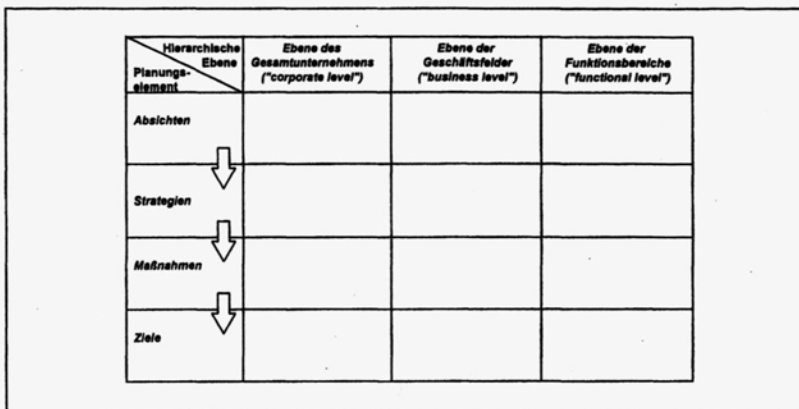 Hierarchische
Ebene
Planungs-
element
Ebene des
Gesamtunternehmens
("corporate level")
Ebene der
Geschäftsfelder
("business level")
Ebene der
Funktionsbereiche
("functional level")
Absichten
Strategien
Maßnahmen
Ziele